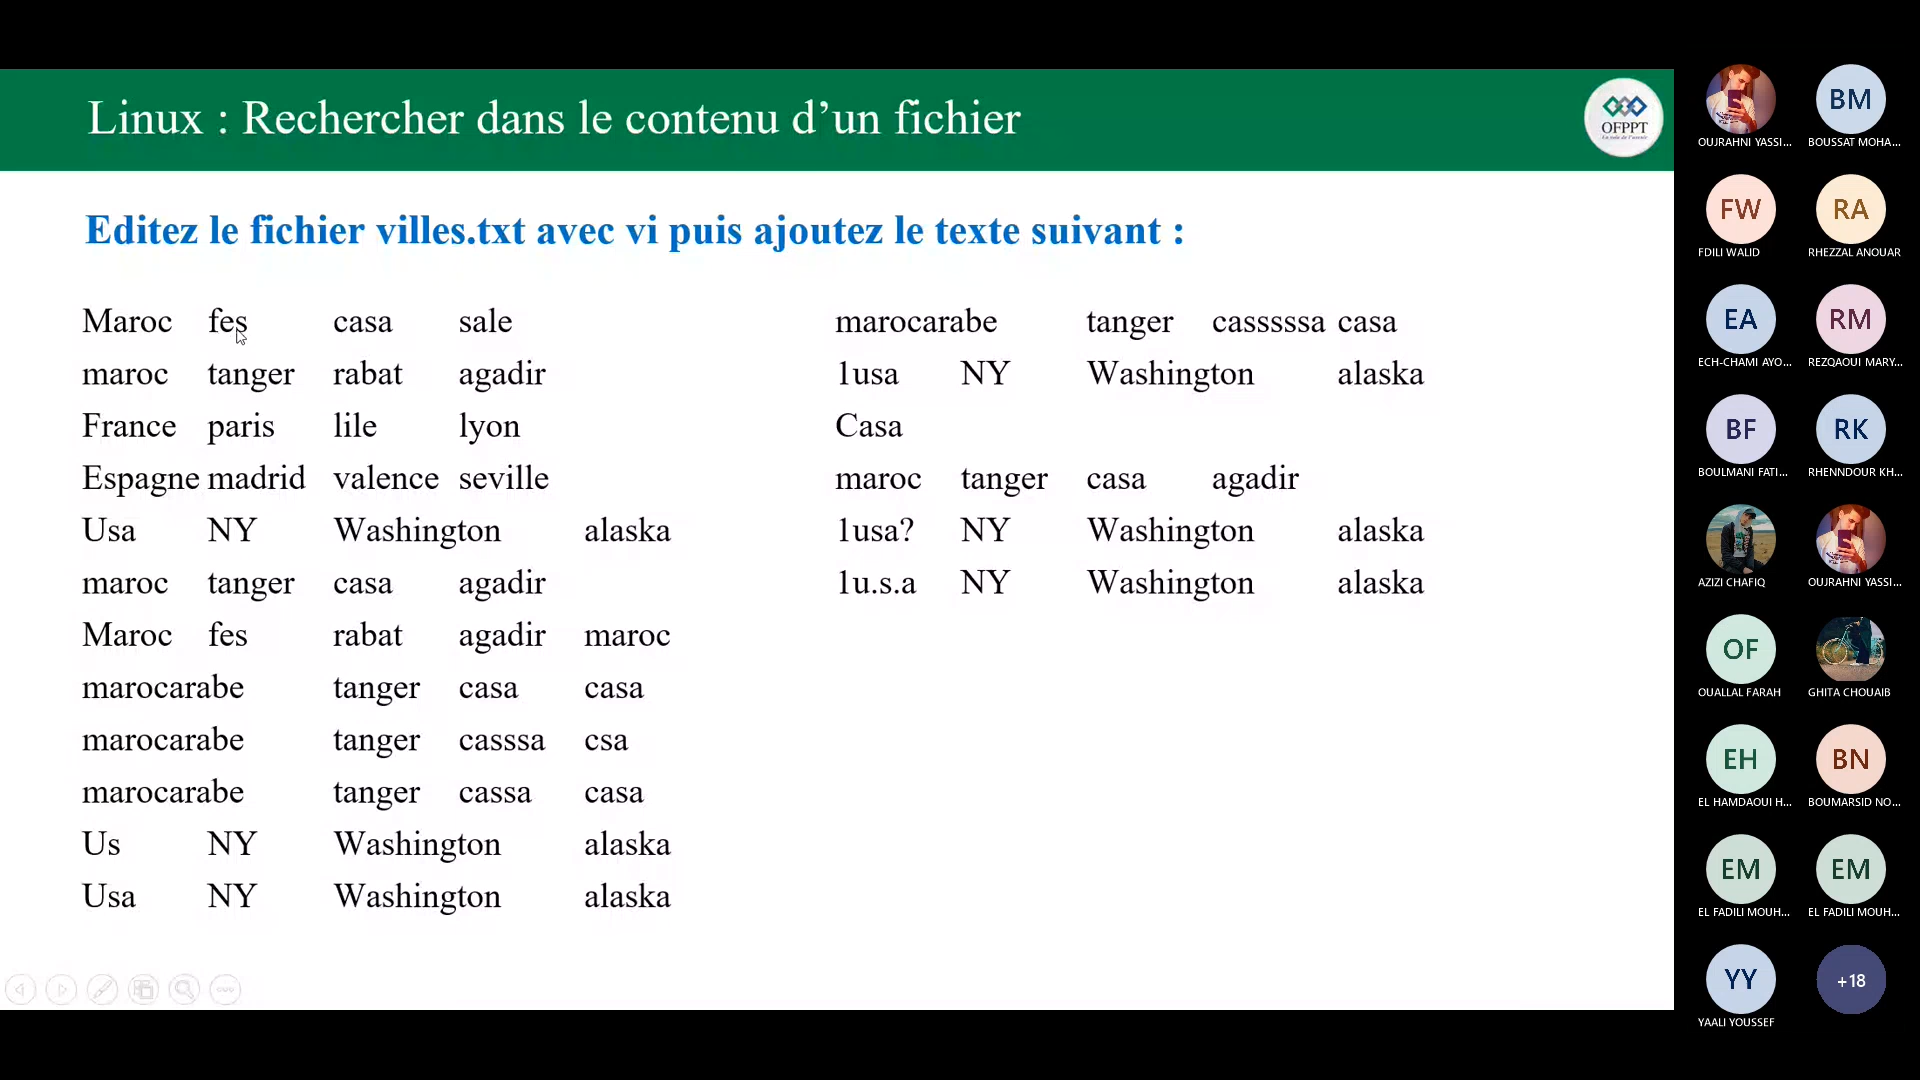 Linux : Rechercher dans le contenu d’un fichier
OFPPT
Editez le fichier villes.txt avec vi puis ajoutez le texte suivant :
Maroc fes casa sale
maroc tanger rabat agadir
France paris lile lyon
Espagne madrid valence seville
Usa NY Washington alaska
maroc tanger casa agadir
Maroc fes rabat agadir maroc
marocarabe tanger casa casa
marocarabe tanger casssa csa
marocarabe tanger cassa casa
Us NY Washington alaska
Usa NY Washington alaska
marocarabe tanger casssssa casa
1usa NY Washington alaska
Casa
maroc tanger casa agadir
1usa? NY Washington alaska
1u.s.a NY Washington alaska
OUJRAHNI YASSI...
BM
BOUSSAT MOHA...
FW
FDILI WALID
RA
RHEZZAL ANOUAR
EA
ECH-CHAMI AYO...
RM
REZQAOUI MARY...
BF
BOULMANI FATI...
RK
RHENNDOUR KH...
AZIZI CHAFIQ
OUJRAHNI YASSI...
OF
OUALLAL FARAH
GHITA CHOUAIB
EH
EL HAMDAOUI H...
BN
BOUMARSID NO...
EM
EL FADILI MOUH...
EM
EL FADILI MOUH...
YY
YAALI YOUSSEF
+18